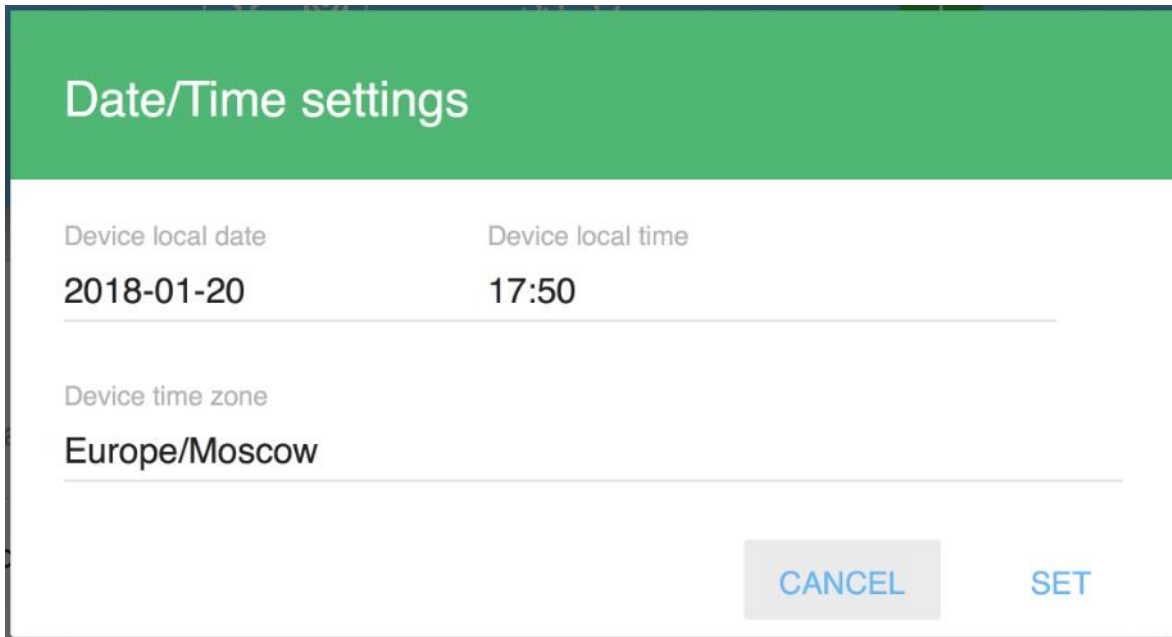 Date/Time settings
Device local date Device local time
2018-01-20 17:50
Device time zone
Europe/Moscow
CANCEL SET